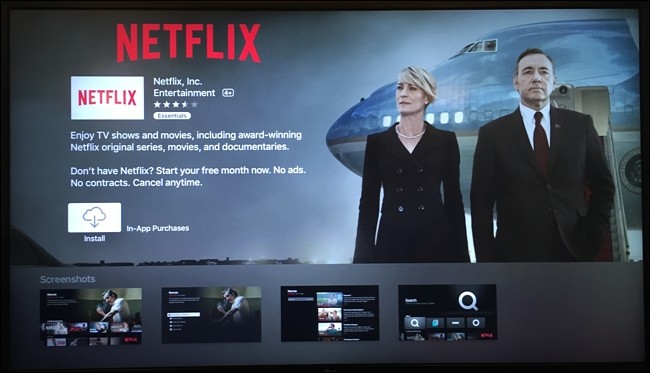 NETFLIX
NETFLIX
Netflix, Inc.
Entertainment 4+
Essentials
Enjoy TV shows and movies, including award-winning
Netflix original series, movies, and documentaries.
Don't have Netflix? Start your free month now. No ads.
No contracts. Cancel anytime.
Install
In-App Purchases
Screenshots
Search
NETFLIX